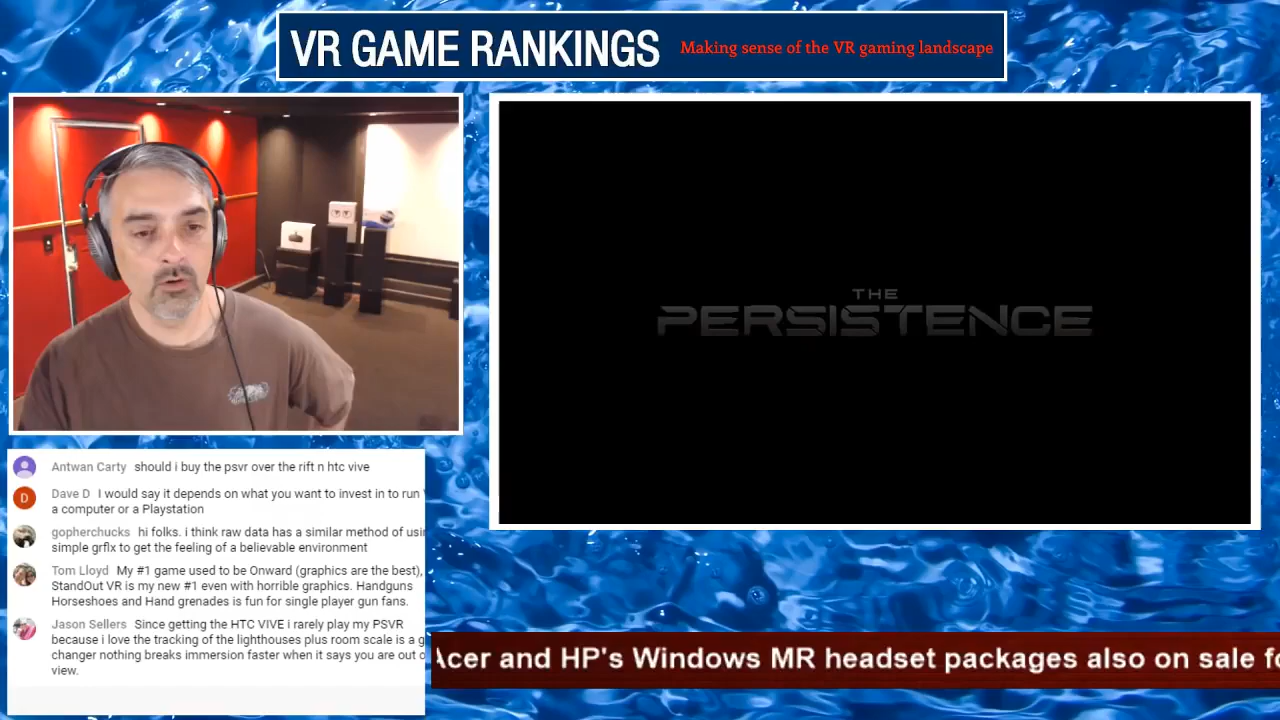 VR GAME RANKINGS Making sense of the VR gaming landscape
THE
PERSISTENCE
Antwan Carty should i buy the psvr over the rift n htc vive
D
Dave D I would say it depends on what you want to invest in to run
a computer or a Playstation
gopherchucks hi folks. i think raw data has a similar method of usi
simple grflx to get the feeling of a believable environment
Tom Lloyd My #1 game used to be Onward (graphics are the best),
StandOut VR is my new #1 even with horrible graphics. Handguns
Horseshoes and Hand grenades is fun for single player gun fans.
Jason Sellers Since getting the HTC VIVE i rarely play my PSVR
because i love the tracking of the lighthouses plus room scale is a g
changer nothing breaks immersion faster when it says you are out o
view.
Acer and HP's Windows MR headset packages also on sale fo